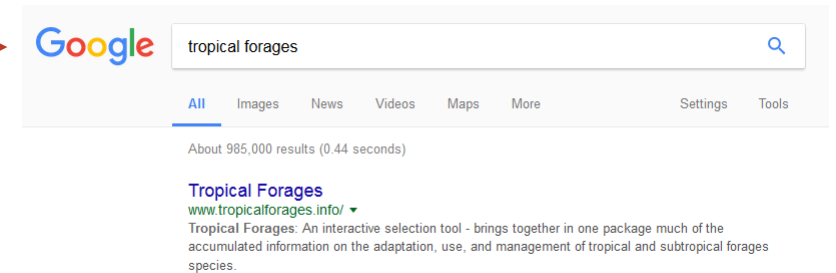 Google
tropical forages
All Images News Videos Maps More Settings Tools
About 985,000 results (0.44 seconds)
Tropical Forages
www.tropicalforages.info/
Tropical Forages: An interactive selection tool - brings together in one package much of the
accumulated information on the adaptation, use, and management of tropical and subtropical forages
species.